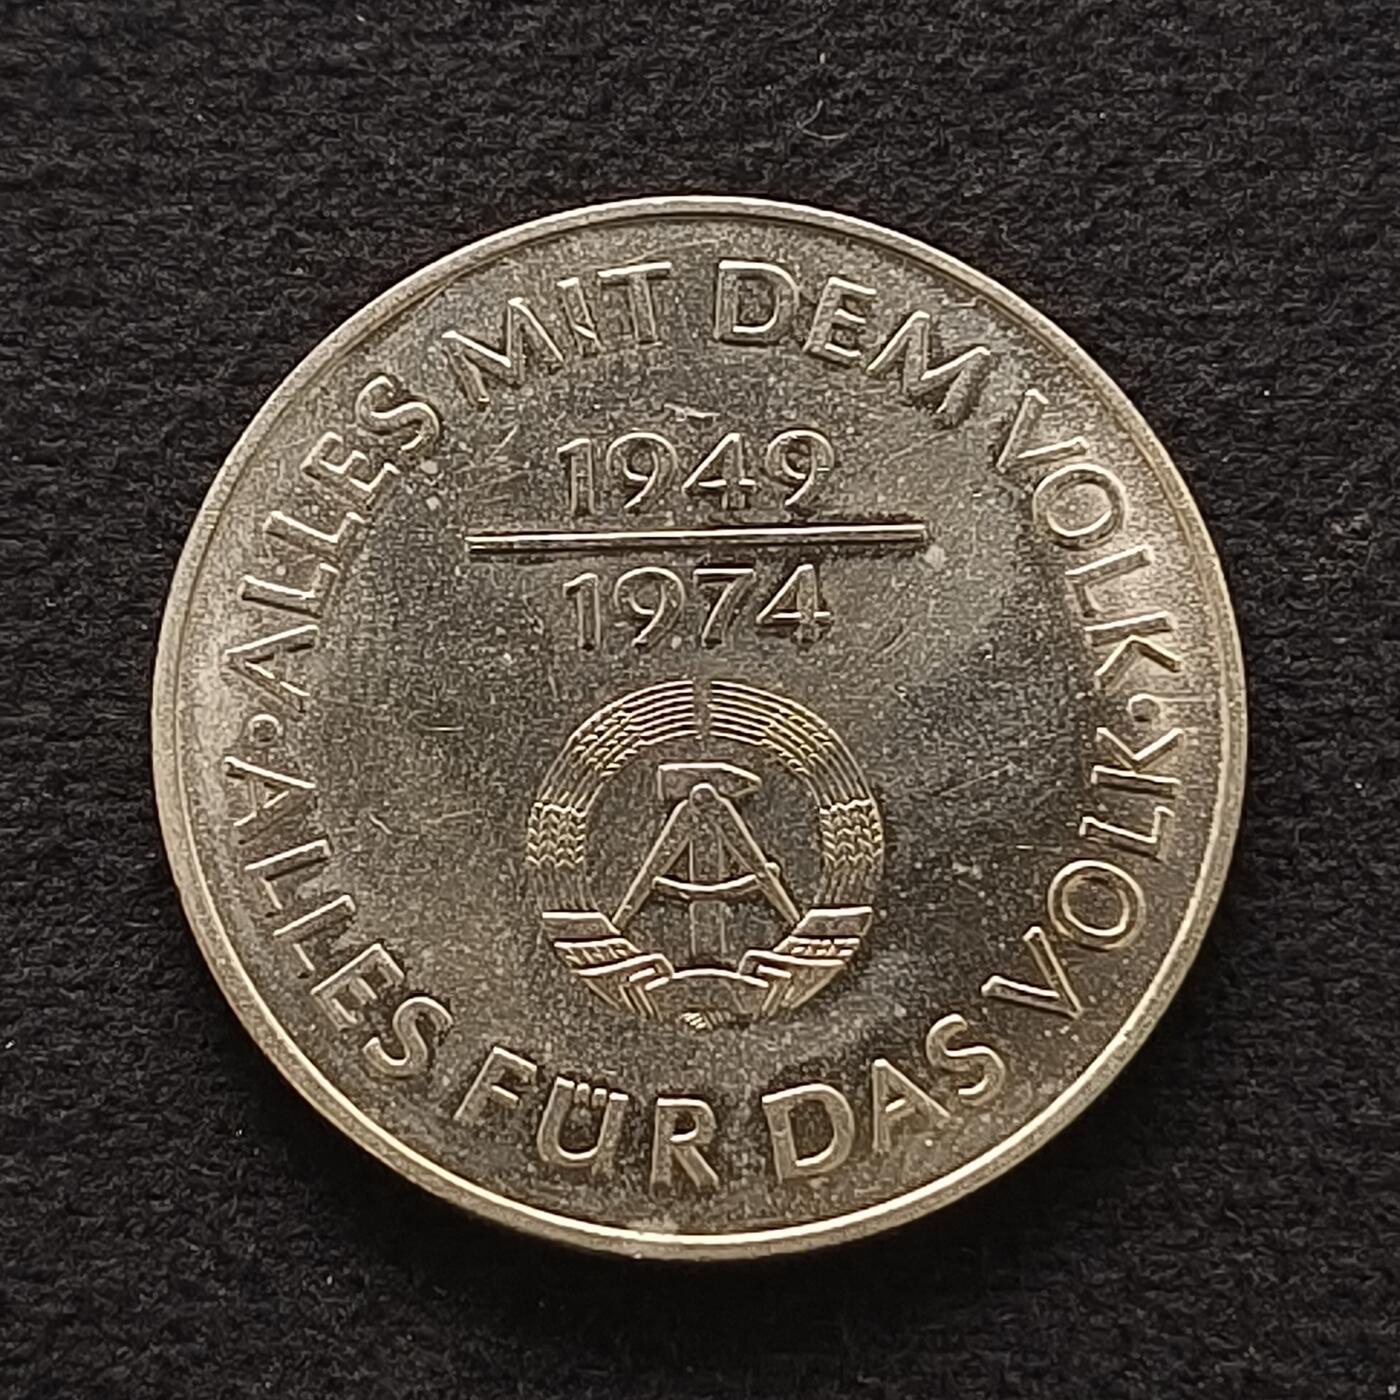 ALLES MIT DEM VOLK • ALLES FÜR DAS VOLK •
1949
1974